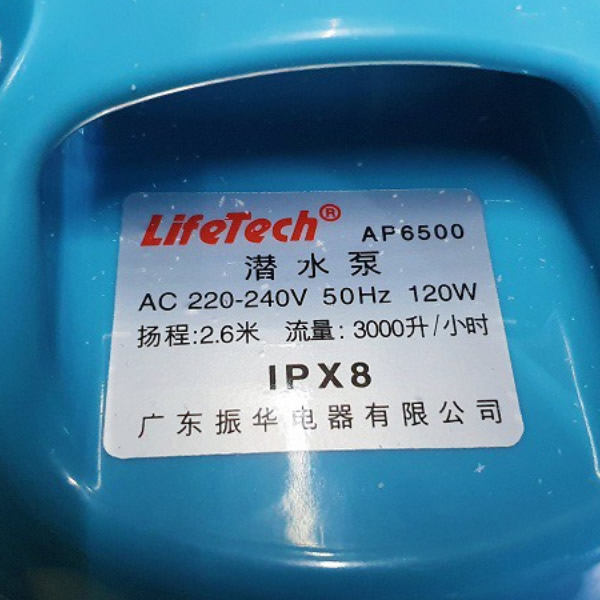 LifeTech® AP6500
潜水泵
AC 220-240V 50Hz 120W
扬程:2.6米 流量:3000升/小时
IPX8
广东振华电器有限公司